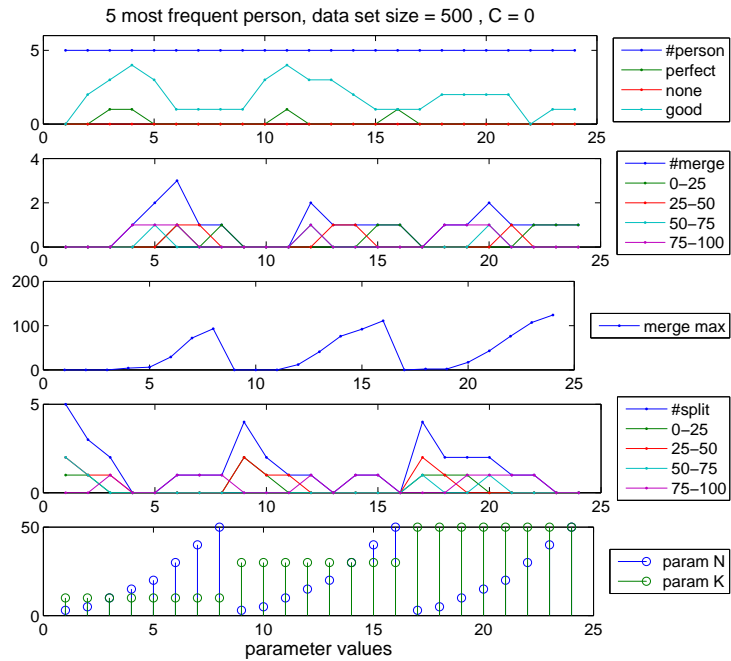 5 most frequent person, data set size = 500 , C = 0
5
0
0 5 10 15 20 25
#person
perfect
none
good
4
2
0
0 5 10 15 20 25
#merge
0−25
25−50
50−75
75−100
200
100
0
0 5 10 15 20 25
merge max
5
0
0 5 10 15 20 25
#split
0−25
25−50
50−75
75−100
50
0
0 5 10 15 20 25
param N
param K
parameter values